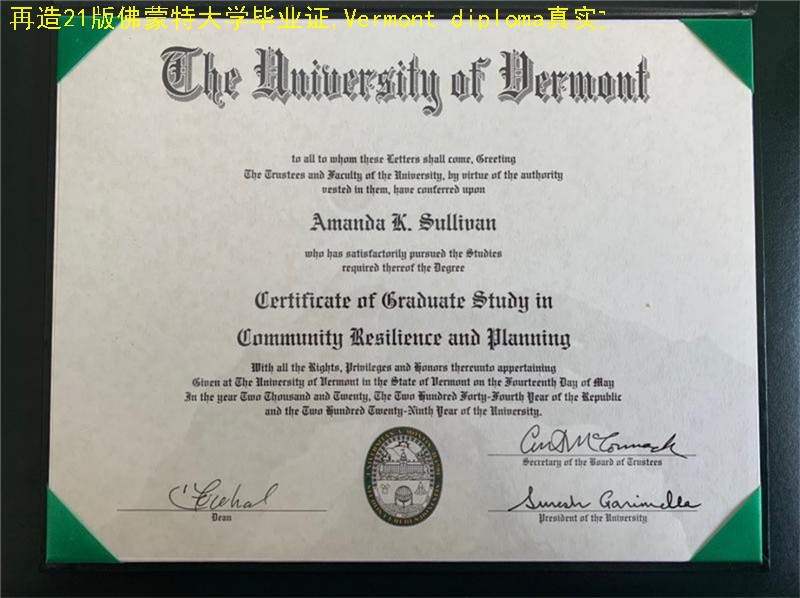 再造21版佛蒙特大学毕业证,Vermont diploma真实
The University of Vermont
to all to whom these Letters shall come, Greeting
The Trustees and Faculty of the University, by virtue of the authority
vested in them, have conferred upon
Amanda K. Sullivan
who has satisfactorily pursued the Studies
required thereof the Degree
Certificate of Graduate Study in
Community Resilience and Planning
With all the Rights, Privileges and Honors thereunto appertaining
Given at The University of Vermont in the State of Vermont on the Fourteenth Day of May
In the year Two Thousand and Twenty, The Two Hundred Forty-Fourth Year of the Republic
and the Two Hundred Twenty-Ninth Year of the University.
Secretary of the Board of Trustees
Dean
Suresh Garimella
President of the University